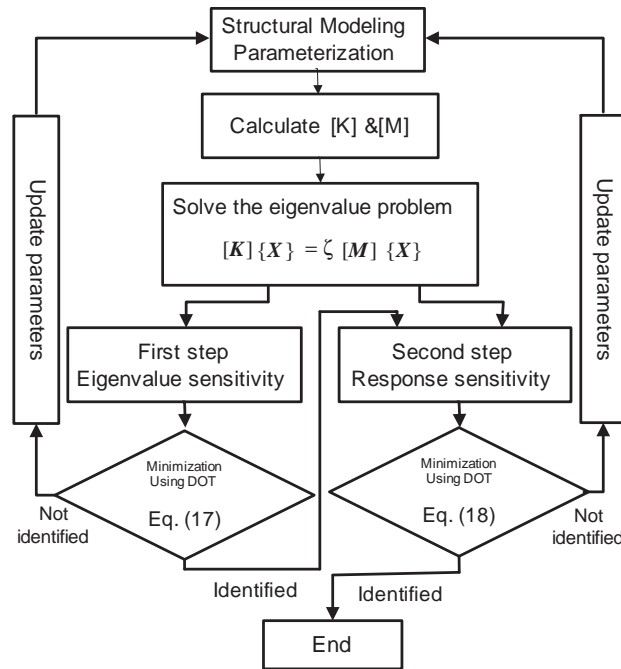 Structural Modeling
Parameterization
Calculate [K] &[M]
Solve the eigenvalue problem
[K] {X} = ζ [M] {X}
Update parameters
Update parameters
First step
Eigenvalue sensitivity
Second step
Response sensitivity
Minimization
Using DOT
Eq. (17)
Minimization
Using DOT
Eq. (18)
Not
identified
Not
identified
Identified
Identified
End